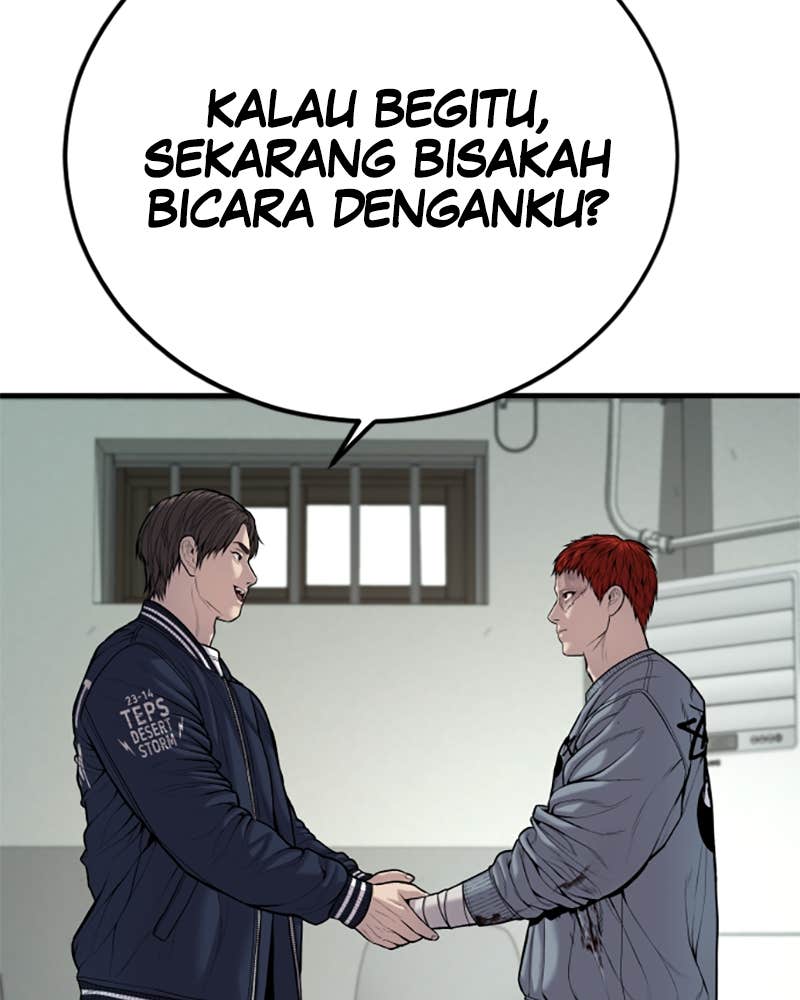 KALAU BEGITU,
SEKARANG BISAKAH
BICARA DENGANKU?
23-14
TEPS
DESERT
STORM